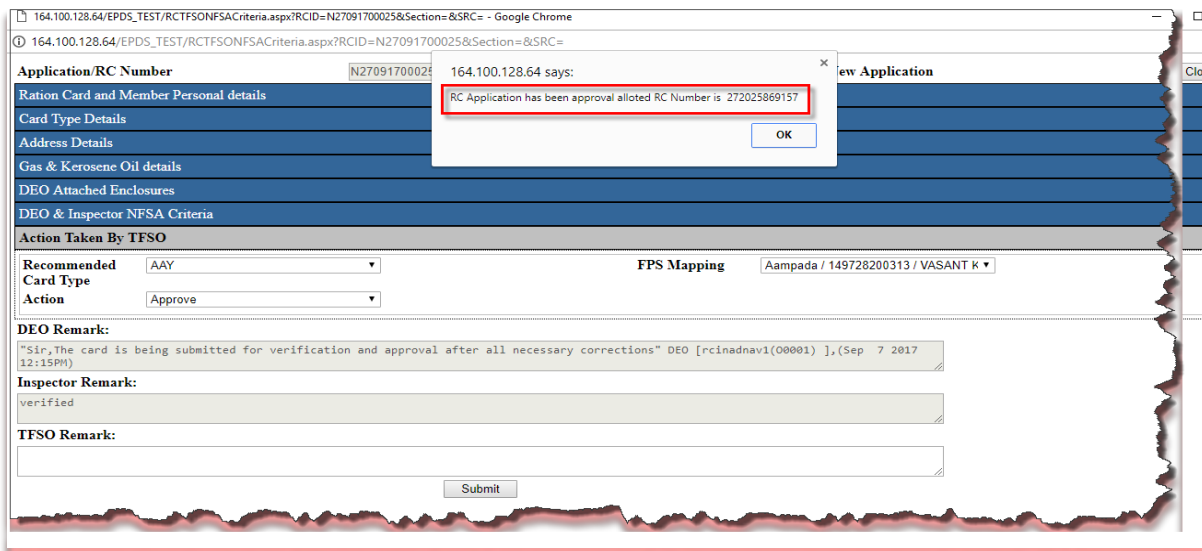 164.100.128.64/EPDS_TEST/RCTFSONFSACriteria.aspx?RCID=N27091700025&Section=&SRC= - Google Chrome
164.100.128.64/EPDS_TEST/RCTFSONFSACriteria.aspx?RCID=N27091700025&Section=&SRC=
Application/RC Number N27091700025 New Application Clo
164.100.128.64 says:
RC Application has been approval alloted RC Number is 272025869157
OK
Ration Card and Member Personal details
Card Type Details
Address Details
Gas & Kerosene Oil details
DEO Attached Enclosures
DEO & Inspector NFSA Criteria
Action Taken By TFSO
Recommended Card Type AAY FPS Mapping Aampada / 149728200313 / VASANT K
Action Approve
DEO Remark:
"Sir,The card is being submitted for verification and approval after all necessary corrections" DEO [rcinadnav1(O0001) ],(Sep 7 2017
12:15PM)
Inspector Remark:
verified
TFSO Remark:
Submit